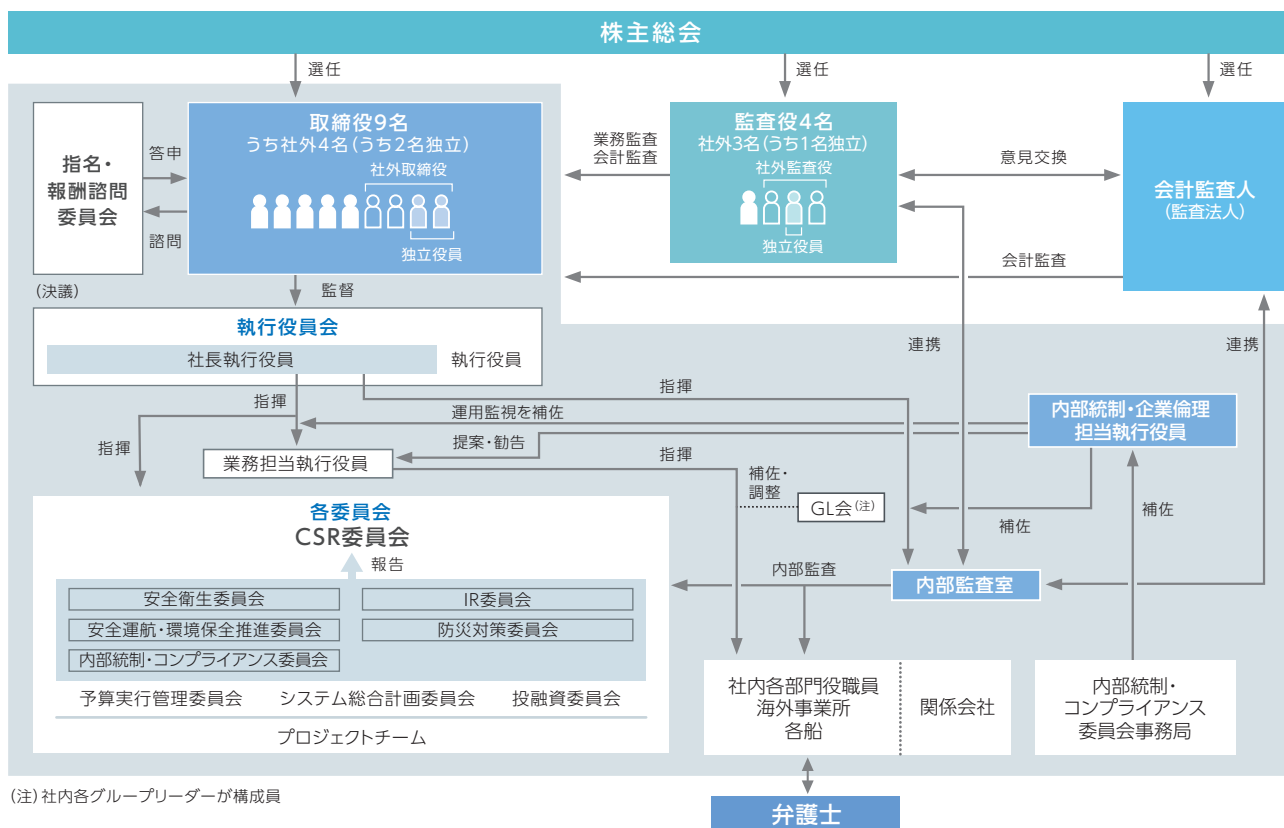 株主総会
選任
選任
選任
指名・
報酬諮問
委員会
答申
諮問
取締役9名
うち社外4名(うち2名独立)
社外取締役
独立役員
業務監査
会計監査
監査役4名
社外3名(うち1名独立)
社外監査役
独立役員
意見交換
会計監査
会計監査人
(監査法人)
(決議)
監督
執行役員会
社長執行役員
執行役員
連携
連携
指揮
指揮
指揮
運用監視を補佐
提案・勧告
業務担当執行役員
指揮
内部統制・企業倫理
担当執行役員
補佐・
調整
GL会(注)
補佐
補佐
各委員会
CSR委員会
報告
安全衛生委員会
IR委員会
安全運航・環境保全推進委員会
防災対策委員会
内部統制・コンプライアンス委員会
予算実行管理委員会
システム総合計画委員会
投融資委員会
プロジェクトチーム
内部監査
内部監査室
社内各部門役職員
海外事業所
各船
関係会社
内部統制・
コンプライアンス
委員会事務局
(注)社内各グループリーダーが構成員
弁護士